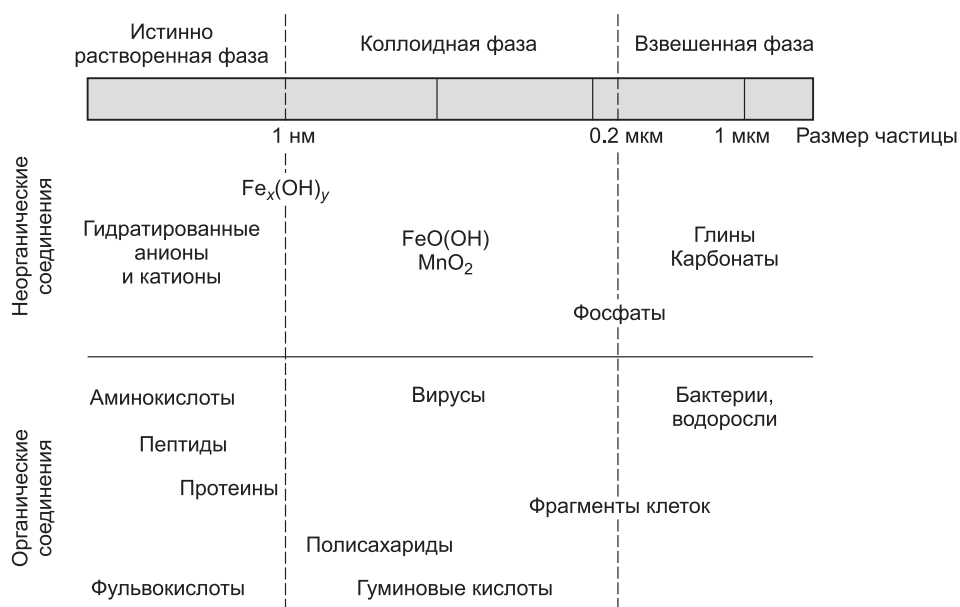 Истинно
растворенная фаза
Коллоидная фаза
Взвешенная фаза
1 нм
0.2 мкм
1 мкм
Размер частицы
Неорганические
соединения
Feₓ(OH)ᵧ
Гидратированные
анионы
и катионы
FeO(OH)
MnO₂
Глины
Карбонаты
Фосфаты
Органические
соединения
Аминокислоты
Вирусы
Бактерии,
водоросли
Пептиды
Протеины
Фрагменты клеток
Полисахариды
Фульвокислоты
Гуминовые кислоты